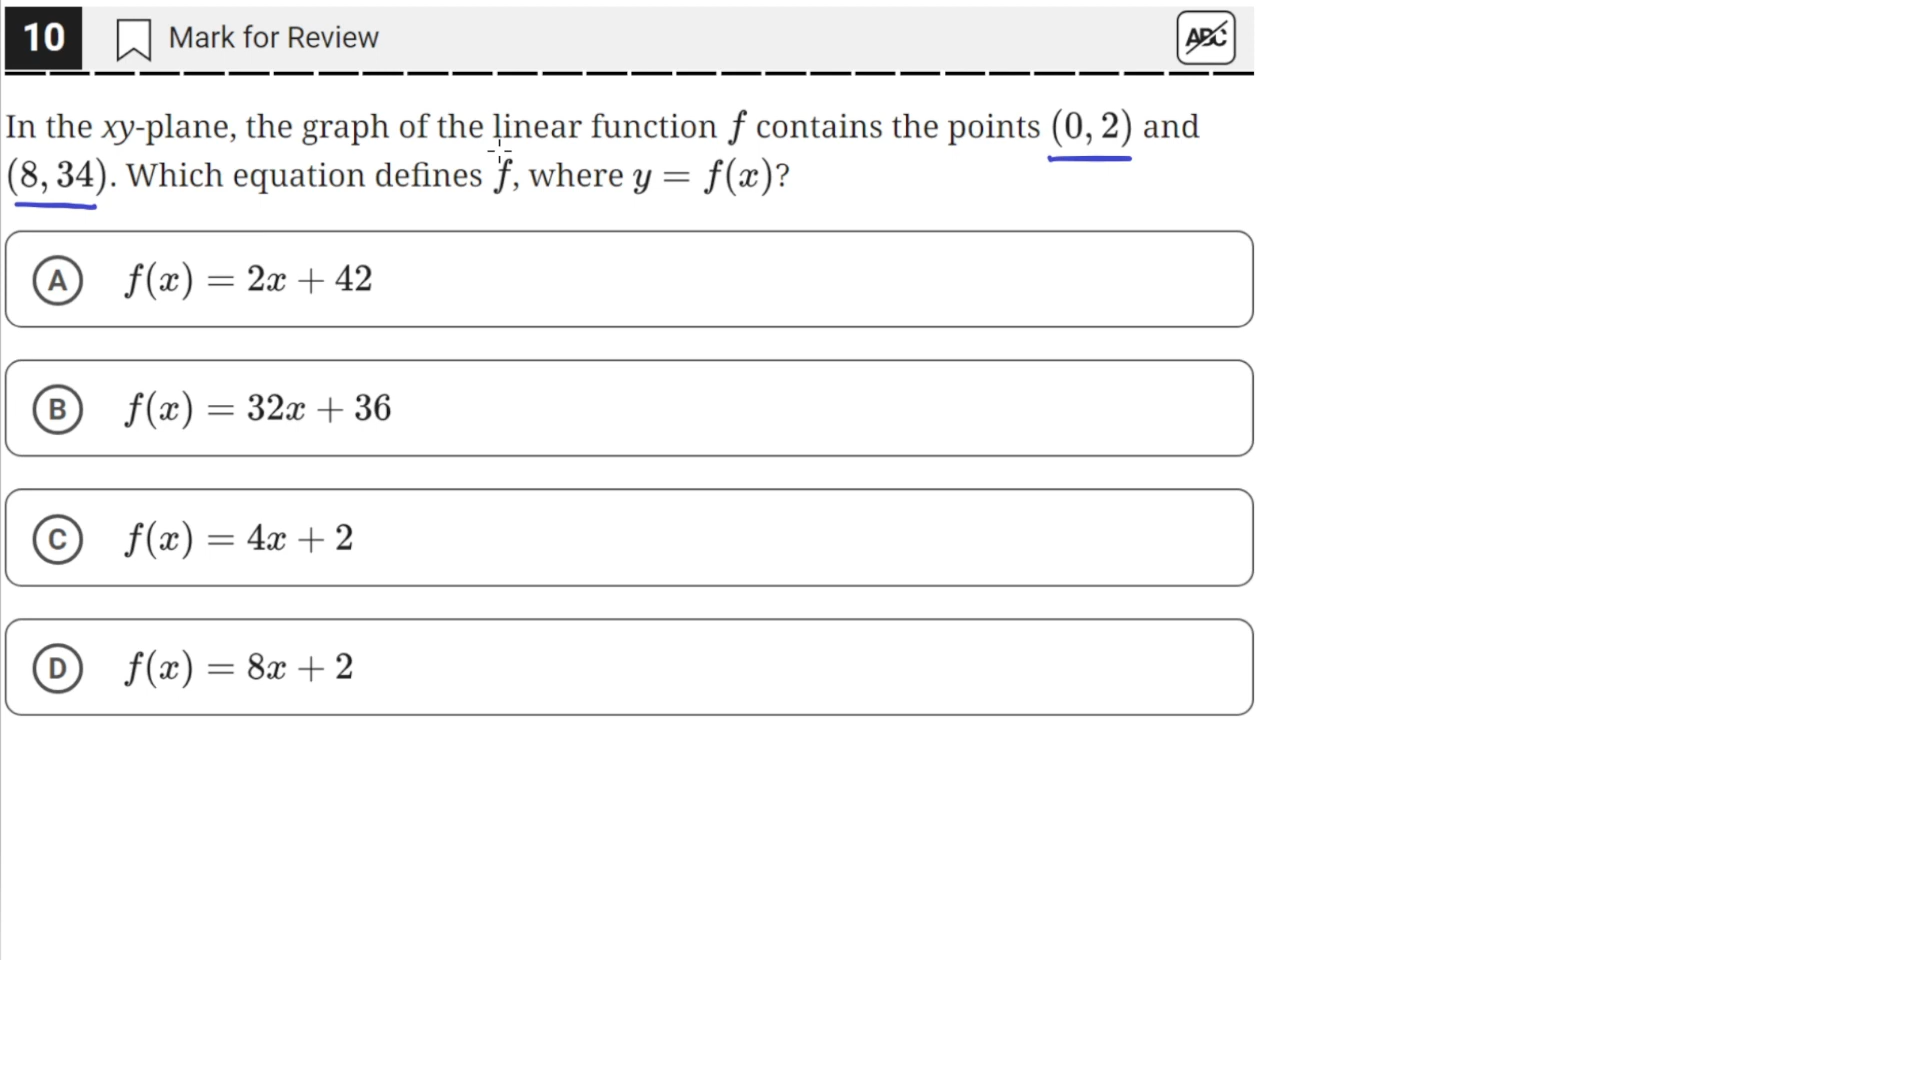 10 Mark for Review ABC
In the xy-plane, the graph of the linear function f contains the points (0, 2) and
(8, 34). Which equation defines f, where y = f(x)?
A f(x) = 2x + 42
B f(x) = 32x + 36
C f(x) = 4x + 2
D f(x) = 8x + 2